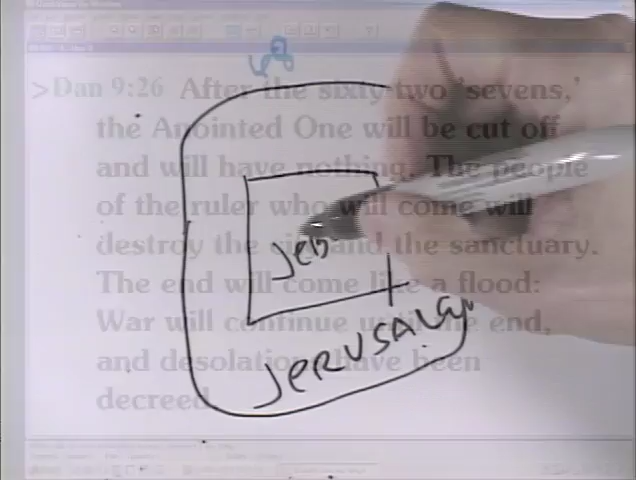 >Dan 9:26 After the sixty-two 'sevens,'
the Anointed One will be cut off
and will have nothing. The people
of the ruler who will come will
destroy the city and the sanctuary.
Jeb
The end will come like a flood:
War will continue until the end,
JERUSALEM
and desolations have been
decreed.